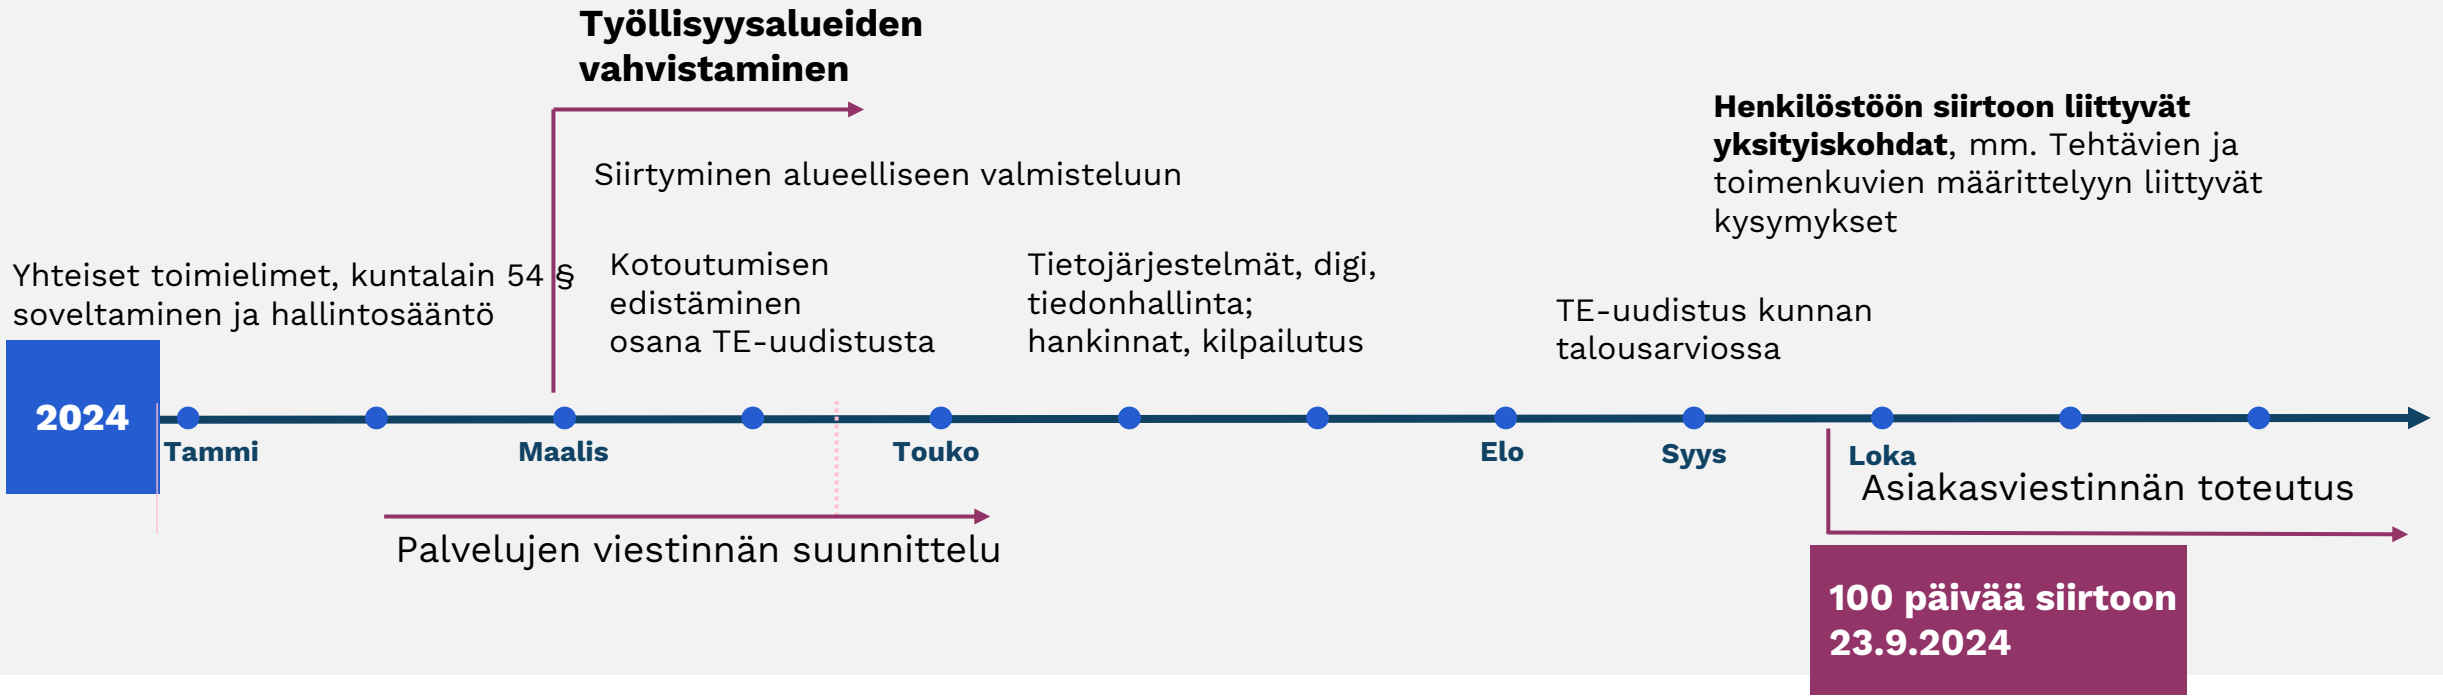 Työllisyysalueiden
vahvistaminen
Henkilöstöön siirtoon liittyvät
yksityiskohdat, mm. Tehtävien ja
toimenkuvien määrittelyyn liittyvät
kysymykset
Siirtyminen alueelliseen valmisteluun
Yhteiset toimielimet, kuntalain 54 §
soveltaminen ja hallintosääntö
Kotoutumisen
edistäminen
osana TE-uudistusta
Tietojärjestelmät, digi,
tiedonhallinta;
hankinnat, kilpailutus
TE-uudistus kunnan
talousarviossa
2024
Tammi
Maalis
Touko
Elo
Syys
Loka
Asiakasviestinnän toteutus
Palvelujen viestinnän suunnittelu
100 päivää siirtoon
23.9.2024